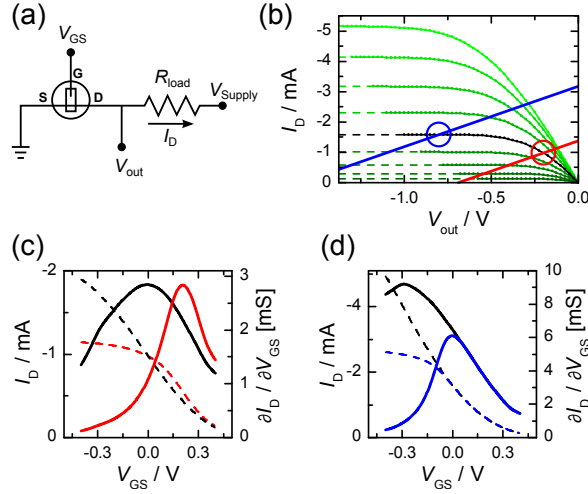 (a)
V_GS
G
S
D
R_load
V_Supply
I_D
V_out
(b)
I_D / mA
-5
-4
-3
-2
-1
0
-1.0
-0.5
0.0
V_out / V
(c)
I_D / mA
-2
-1
0
-0.3
0.0
0.3
V_GS / V
3
2
1
0
∂I_D / ∂V_GS [mS]
(d)
I_D / mA
-4
-2
0
-0.3
0.0
0.3
V_GS / V
10
8
6
4
2
0
∂I_D / ∂V_GS [mS]